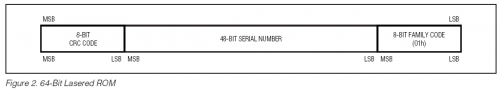 MSB LSB
8-BIT
CRC CODE
48-BIT SERIAL NUMBER
8-BIT FAMILY CODE
(01h)
MSB LSB MSB LSB MSB LSB
Figure 2. 64-Bit Lasered ROM